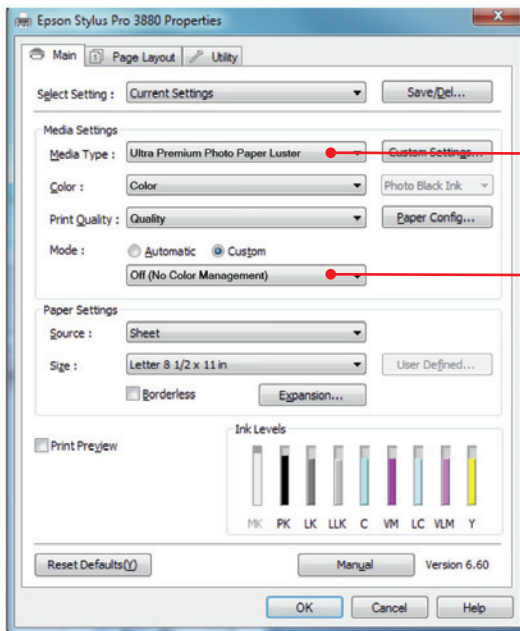 Epson Stylus Pro 3880 Properties
Main Page Layout Utility
Select Setting : Current Settings Save/Del...
Media Settings
Media Type : Ultra Premium Photo Paper Luster Custom Settings...
Color : Color Photo Black Ink
Print Quality : Quality Paper Config...
Mode : Automatic Custom
Off (No Color Management)
Paper Settings
Source : Sheet
Size : Letter 8 1/2 x 11 in User Defined...
Borderless Expansion...
Print Preview
Ink Levels
MK PK LK LLK C VM LC VLM Y
Reset Defaults(Y) Manual Version 6.60
OK Cancel Help